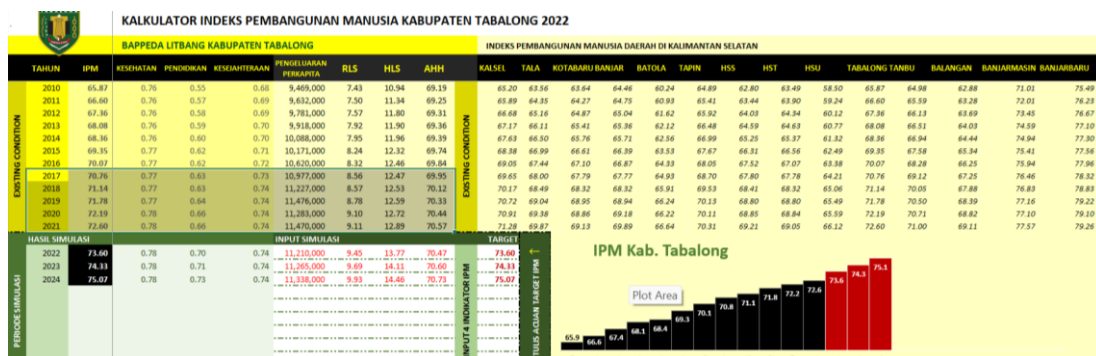 KALKULATOR INDEKS PEMBANGUNAN MANUSIA KABUPATEN TABALONG 2022
BAPPEDA LITBANG KABUPATEN TABALONG INDEKS PEMBANGUNAN MANUSIA DAERAH DI KALIMANTAN SELATAN
TAHUN IPM KESEHATAN PENDIDIKAN KESEJAHTERAAN PENGELUARAN PERKAPITA RLS HLS AHH KALSEL TALA KOTABARU BANJAR BATOLA TAPIN HSS HST HSU TABALONG TANBU BALANGAN BANJARMASIN BANJARBARU
2010 65.87 0.76 0.55 0.68 9,469,000 7.43 10.94 69.19 65.20 63.56 63.64 64.46 60.24 64.89 62.80 63.49 58.50 65.87 64.98 62.88 71.01 75.49
2011 66.60 0.76 0.57 0.69 9,632,000 7.50 11.34 69.25 65.89 64.35 64.27 64.75 60.93 65.41 63.44 63.90 59.24 66.60 65.59 63.28 72.01 76.23
2012 67.36 0.76 0.58 0.69 9,781,000 7.57 11.80 69.31 66.68 65.16 64.87 65.04 61.62 65.92 64.03 64.34 60.12 67.36 66.13 63.69 73.45 76.67
2013 68.08 0.76 0.59 0.70 9,918,000 7.92 11.90 69.36 67.17 66.11 65.41 65.36 62.12 66.48 64.59 64.63 60.77 68.08 66.51 64.03 74.59 77.10
2014 68.36 0.76 0.60 0.70 10,088,000 7.95 11.96 69.39 67.63 66.50 65.76 65.71 62.56 66.99 65.25 65.37 61.32 68.36 66.94 64.44 74.94 77.30
2015 69.35 0.77 0.62 0.71 10,171,000 8.24 12.32 69.74 68.38 66.99 66.61 66.39 63.53 67.67 66.31 66.56 62.49 69.35 67.58 65.34 75.41 77.56
2016 70.07 0.77 0.62 0.72 10,620,000 8.32 12.46 69.84 69.05 67.44 67.10 66.87 64.33 68.05 67.52 67.07 63.38 70.07 68.28 66.25 75.94 77.96
2017 70.76 0.77 0.63 0.73 10,977,000 8.56 12.47 69.95 69.65 68.00 67.79 67.77 64.93 68.70 67.80 67.78 64.21 70.76 69.12 67.25 76.46 78.32
2018 71.14 0.77 0.63 0.74 11,227,000 8.57 12.53 70.12 70.17 68.49 68.32 68.32 65.91 69.53 68.41 68.32 65.06 71.14 70.05 67.88 76.83 78.83
2019 71.78 0.77 0.64 0.74 11,476,000 8.78 12.59 70.33 70.72 69.04 68.95 68.94 66.24 70.13 68.80 68.80 65.49 71.78 70.50 68.39 77.16 79.22
2020 72.19 0.78 0.66 0.74 11,283,000 9.10 12.72 70.44 70.91 69.38 68.86 69.18 66.22 70.11 68.85 68.84 65.59 72.19 70.71 68.82 77.10 79.10
2021 72.60 0.78 0.66 0.74 11,470,000 9.11 12.89 70.57 71.28 69.87 69.13 69.89 66.64 70.31 69.21 69.05 66.12 72.60 71.00 69.11 77.57 79.26
EXISTING CONDITION
EXISTING CONDITION
HASIL SIMULASI INPUT SIMULASI TARGET
2022 73.60 0.78 0.70 0.74 11,210,000 9.45 13.77 70.47 73.60
2023 74.33 0.78 0.71 0.74 11,265,000 9.69 14.11 70.60 74.33
2024 75.07 0.78 0.73 0.74 11,338,000 9.93 14.46 70.73 75.07
PERIODE SIMULASI
INPUT 4 INDIKATOR IPM
TULIS ACUAN TARGET IPM →
IPM Kab. Tabalong
Plot Area
65.9 66.6 67.4 68.1 68.4 69.3 70.1 70.8 71.1 71.8 72.2 72.6 73.6 74.3 75.1